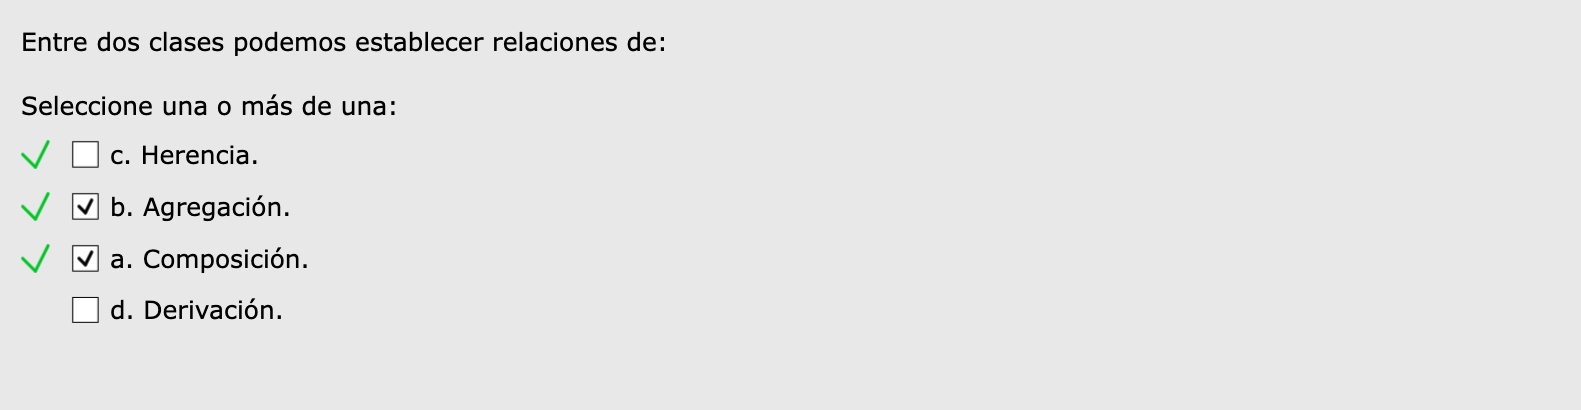 Entre dos clases podemos establecer relaciones de:
Seleccione una o más de una:
c. Herencia.
b. Agregación.
a. Composición.
d. Derivación.